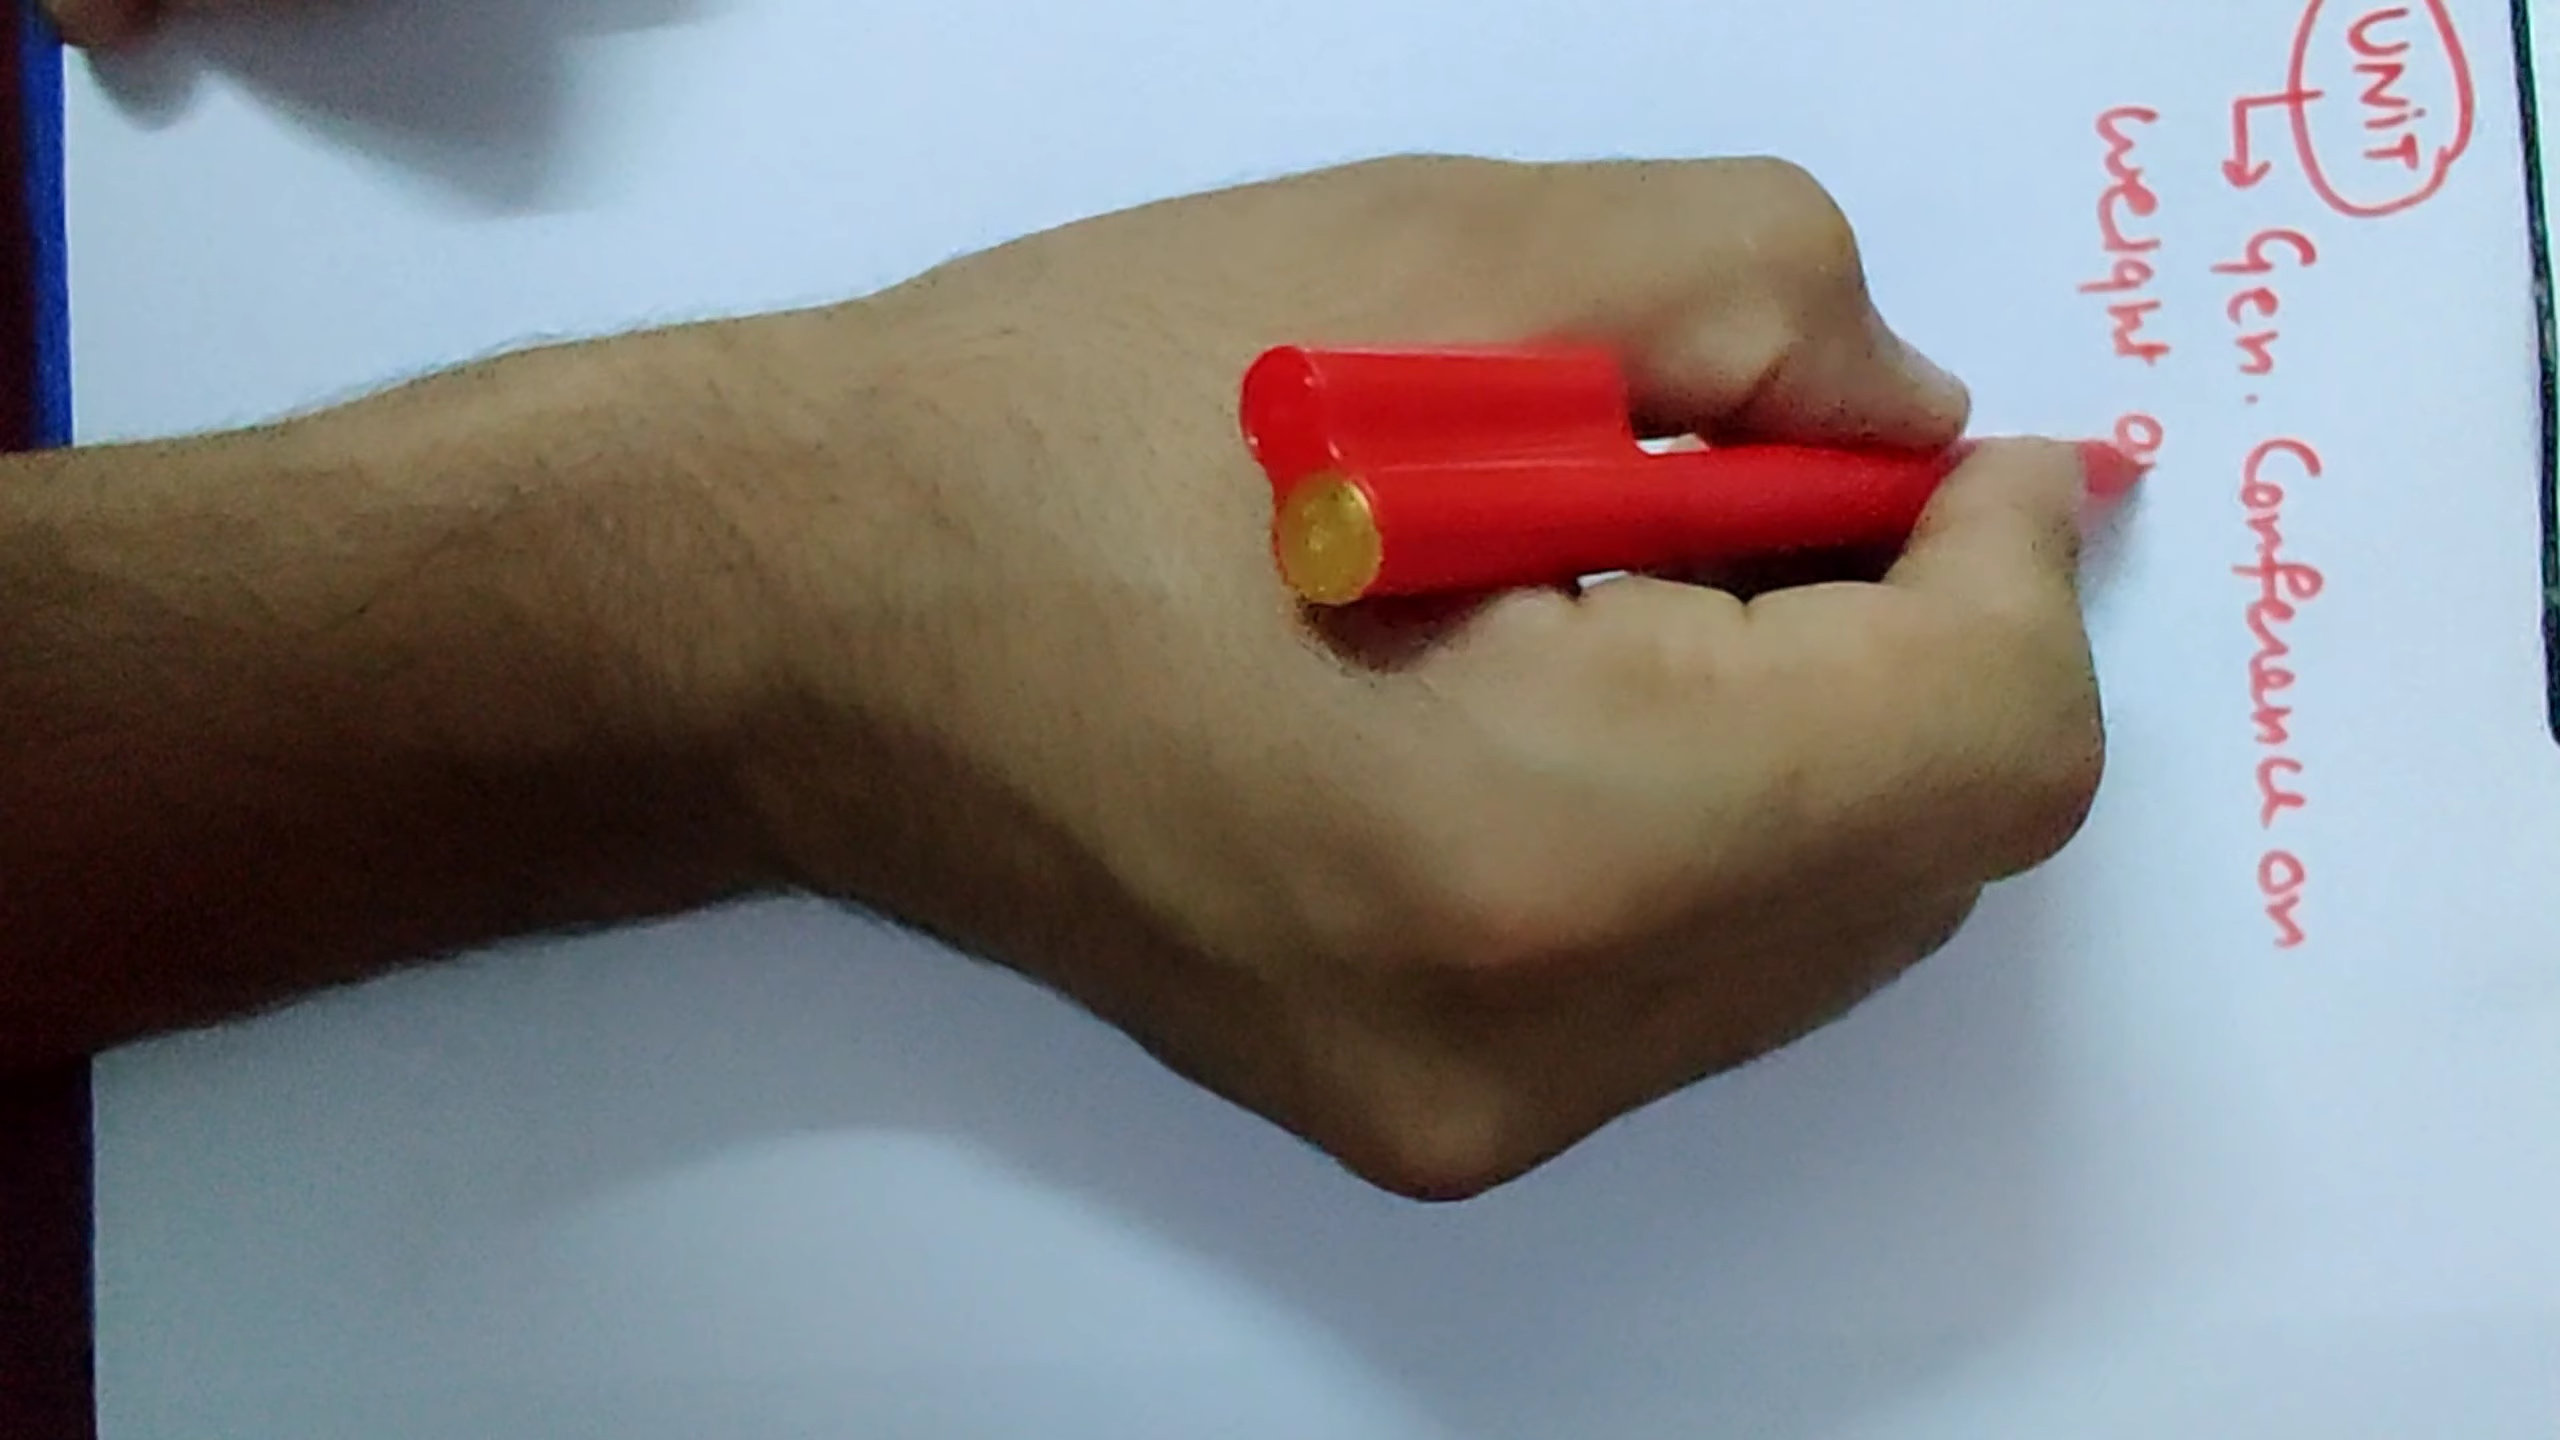 UNiT
↳ Gen. Conference on
weight